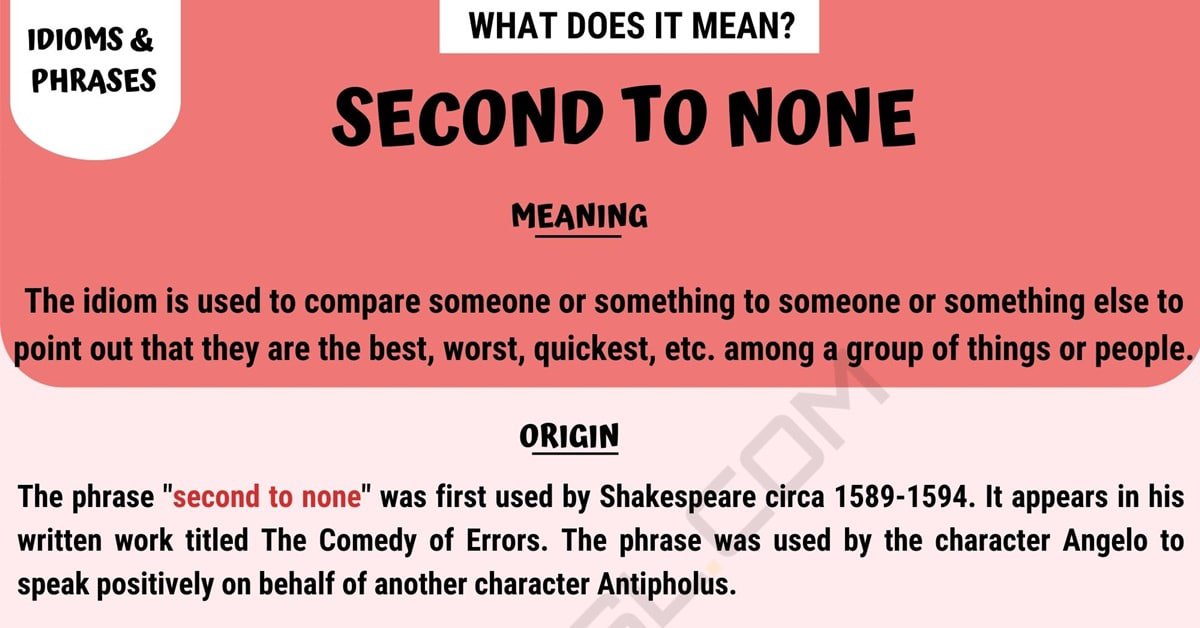 IDIOMS &
PHRASES
WHAT DOES IT MEAN?
SECOND TO NONE
MEANING
The idiom is used to compare someone or something to someone or something else to
point out that they are the best, worst, quickest, etc. among a group of things or people.
ORIGIN
The phrase "second to none" was first used by Shakespeare circa 1589-1594. It appears in his
written work titled The Comedy of Errors. The phrase was used by the character Angelo to
speak positively on behalf of another character Antipholus.
.COM